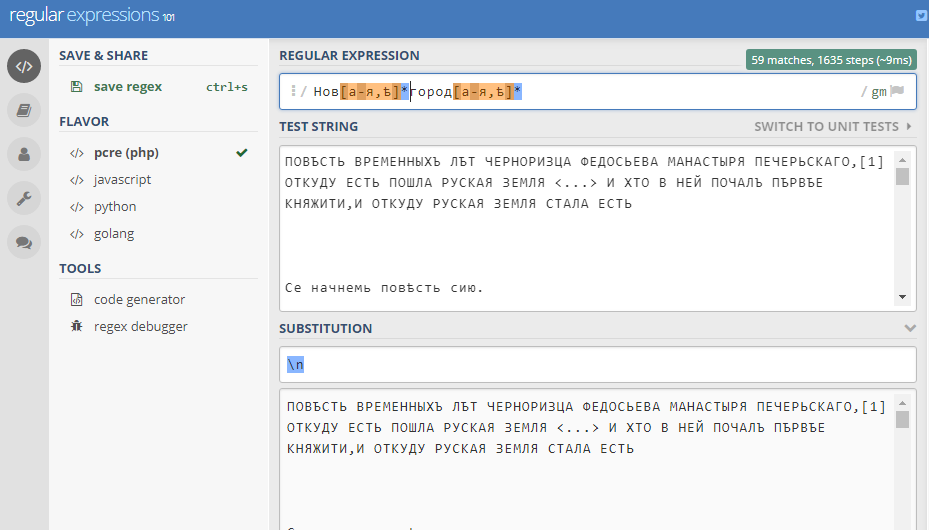 regular expressions 101
SAVE & SHARE
save regex ctrl+s
FLAVOR
</> pcre (php)
</> javascript
</> python
</> golang
TOOLS
code generator
regex debugger
REGULAR EXPRESSION
59 matches, 1635 steps (~9ms)
/ Нов[а-я,ѣ]*город[а-я,ѣ]* / gm
TEST STRING
SWITCH TO UNIT TESTS
ПОВѢСТЬ ВРЕМЕННЫХЪ ЛѢТ ЧЕРНОРИЗЦА ФЕДОСЬЕВА МАНАСТЫРЯ ПЕЧЕРЬСКАГО,[1]
ОТКУДУ ЕСТЬ ПОШЛА РУСКАЯ ЗЕМЛЯ <...> И ХТО В НЕЙ ПОЧАЛЪ ПѢРВѢЕ
КНЯЖИТИ,И ОТКУДУ РУСКАЯ ЗЕМЛЯ СТАЛА ЕСТЬ
Се начнемь повѣсть сию.
SUBSTITUTION
\n
ПОВѢСТЬ ВРЕМЕННЫХЪ ЛѢТ ЧЕРНОРИЗЦА ФЕДОСЬЕВА МАНАСТЫРЯ ПЕЧЕРЬСКАГО,[1]
ОТКУДУ ЕСТЬ ПОШЛА РУСКАЯ ЗЕМЛЯ <...> И ХТО В НЕЙ ПОЧАЛЪ ПѢРВѢЕ
КНЯЖИТИ,И ОТКУДУ РУСКАЯ ЗЕМЛЯ СТАЛА ЕСТЬ